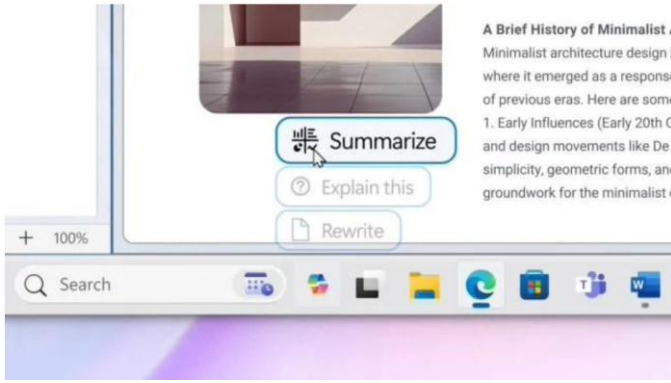 A Brief History of Minimalist
Minimalist architecture design
where it emerged as a response
of previous eras. Here are some
1. Early Influences (Early 20th
and design movements like De
simplicity, geometric forms, and
groundwork for the minimalist
Summarize
Explain this
Rewrite
+ 100%
Search
T
W